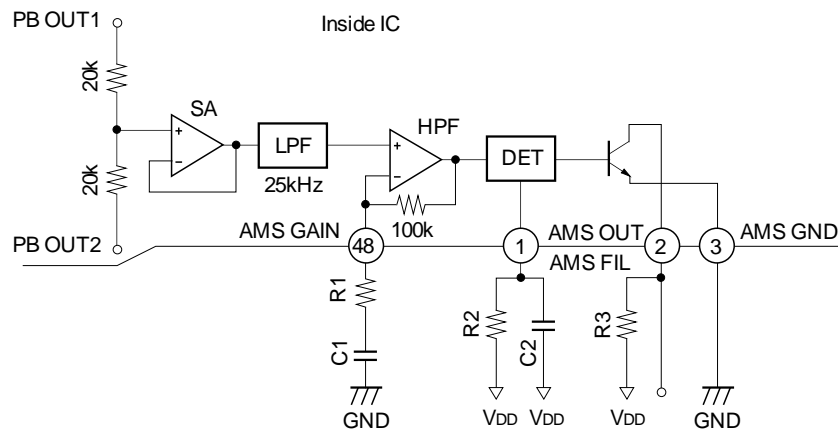 PB OUT1
Inside IC
20k
SA
LPF
25kHz
HPF
DET
20k
100k
PB OUT2
AMS GAIN
48
1
AMS OUT
AMS FIL
2
3
AMS GND
R1
C1
GND
R2
C2
VDD
VDD
R3
VDD
GND